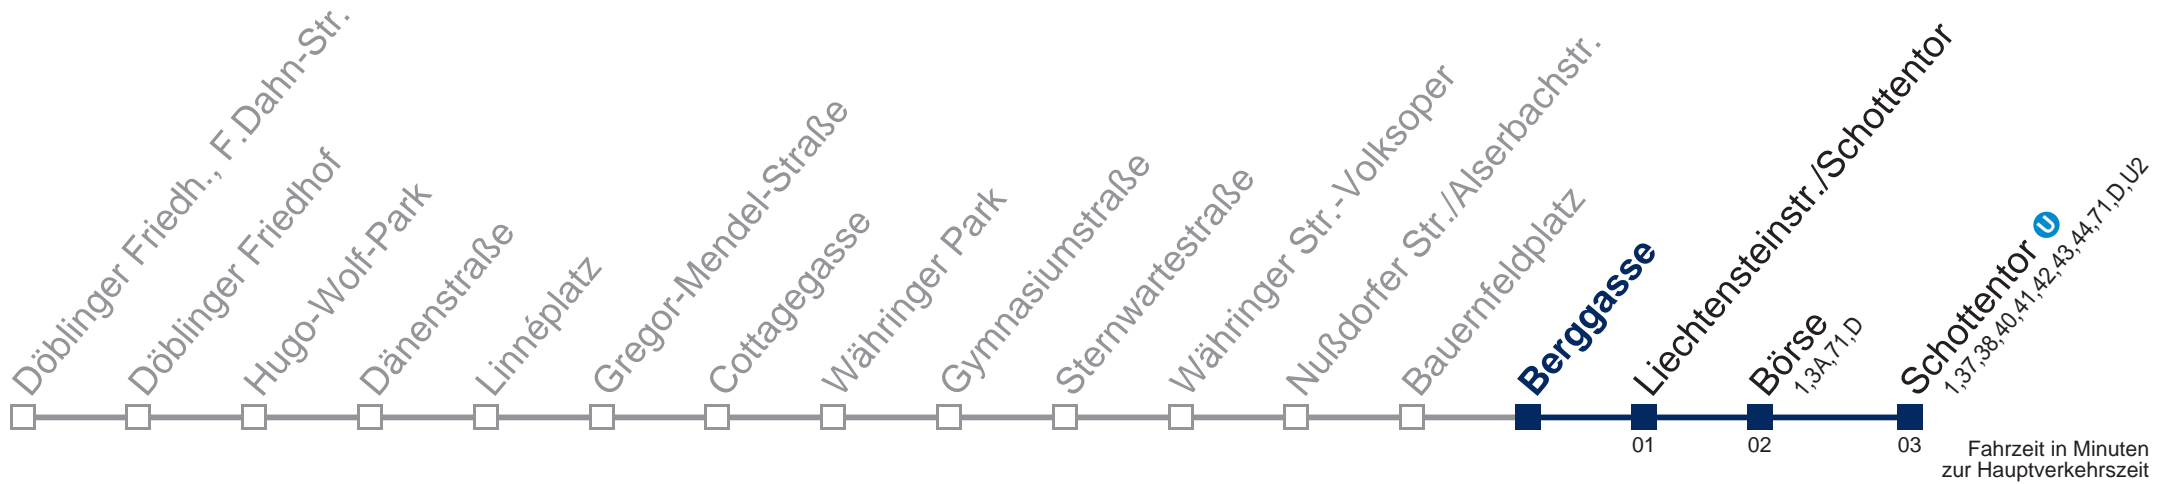 Döblinger Friedh., F.Dahn-Str.
Döblinger Friedhof
Hugo-Wolf-Park
Dänenstraße
Linnéplatz
Gregor-Mendel-Straße
Cottagegasse
Währinger Park
Gymnasiumstraße
Sternwartestraße
Währinger Str.-Volksoper
Nußdorfer Str./Alserbachstr.
Bauernfeldplatz
Berggasse
Liechtensteinstr./Schottentor
Börse
1,3A,71,D
Schottentor U
1,37,38,40,41,42,43,44,71,D,U2
01
02
03
Fahrzeit in Minuten
zur Hauptverkehrszeit